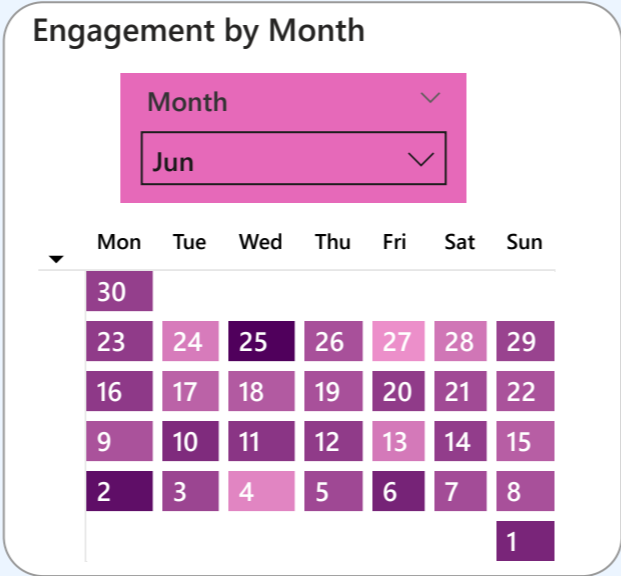 Engagement by Month
Month
Jun
Mon Tue Wed Thu Fri Sat Sun
30
23 24 25 26 27 28 29
16 17 18 19 20 21 22
9 10 11 12 13 14 15
2 3 4 5 6 7 8
1